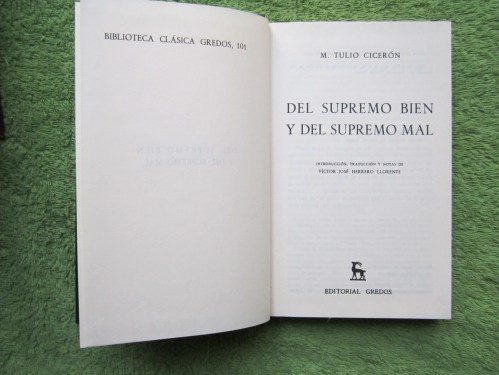 BIBLIOTECA CLÁSICA GREDOS, 101
M. TULIO CICERÓN
DEL SUPREMO BIEN
Y DEL SUPREMO MAL
INTRODUCCIÓN, TRADUCCIÓN Y NOTAS DE
VÍCTOR JOSÉ HERRERO LLORENTE
EDITORIAL GREDOS